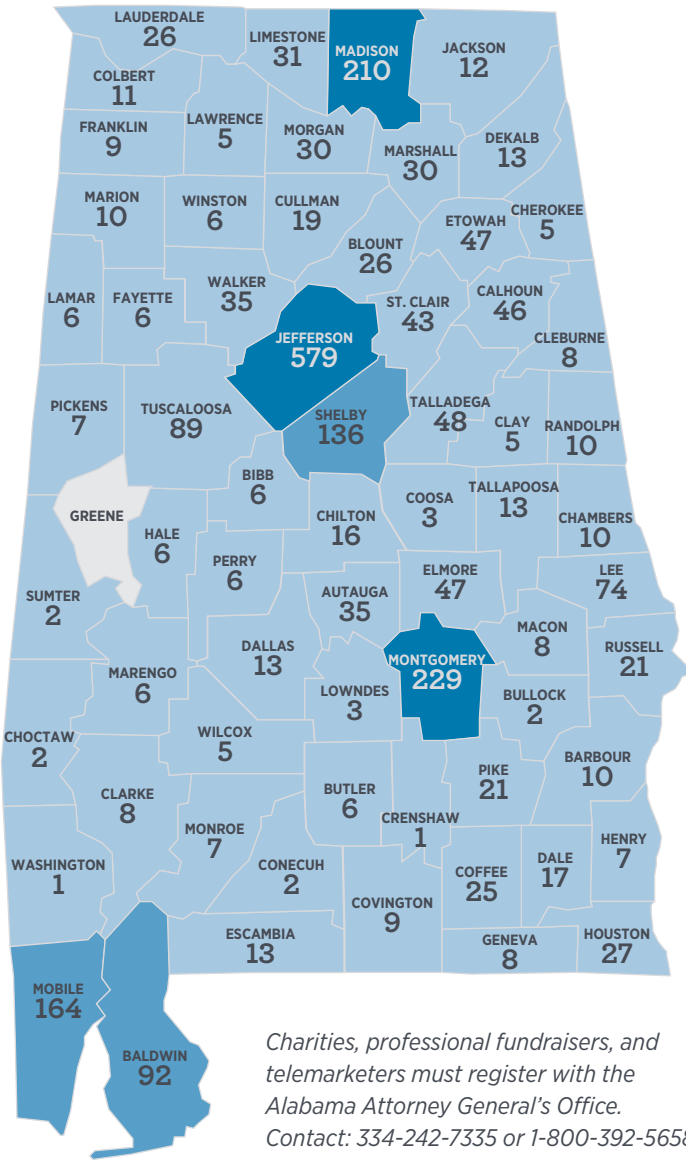 LAUDERDALE
26
LIMESTONE
31
MADISON
210
JACKSON
12
COLBERT
11
FRANKLIN
9
LAWRENCE
5
MORGAN
30
MARSHALL
30
DEKALB
13
MARION
10
WINSTON
6
CULLMAN
19
BLOUNT
26
ETOWAH
47
CHEROKEE
5
LAMAR
6
FAYETTE
6
WALKER
35
JEFFERSON
579
ST. CLAIR
43
CALHOUN
46
CLEBURNE
8
PICKENS
7
TUSCALOOSA
89
SHELBY
136
TALLADEGA
48
CLAY
5
RANDOLPH
10
GREENE
HALE
6
BIBB
6
PERRY
6
CHILTON
16
COOSA
3
TALLAPOOSA
13
CHAMBERS
10
SUMTER
2
AUTAUGA
35
ELMORE
47
LEE
74
MACON
8
RUSSELL
21
MARENGO
6
DALLAS
13
LOWNDES
3
MONTGOMERY
229
BULLOCK
2
CHOCTAW
2
WILCOX
5
CLARKE
8
BUTLER
6
CRENSHAW
1
PIKE
21
BARBOUR
10
WASHINGTON
1
MONROE
7
CONECUH
2
COVINGTON
9
COFFEE
25
DALE
17
HENRY
7
ESCAMBIA
13
GENEVA
8
HOUSTON
27
MOBILE
164
BALDWIN
92
Charities, professional fundraisers, and
telemarketers must register with the
Alabama Attorney General's Office.
Contact: 334-242-7335 or 1-800-392-5658